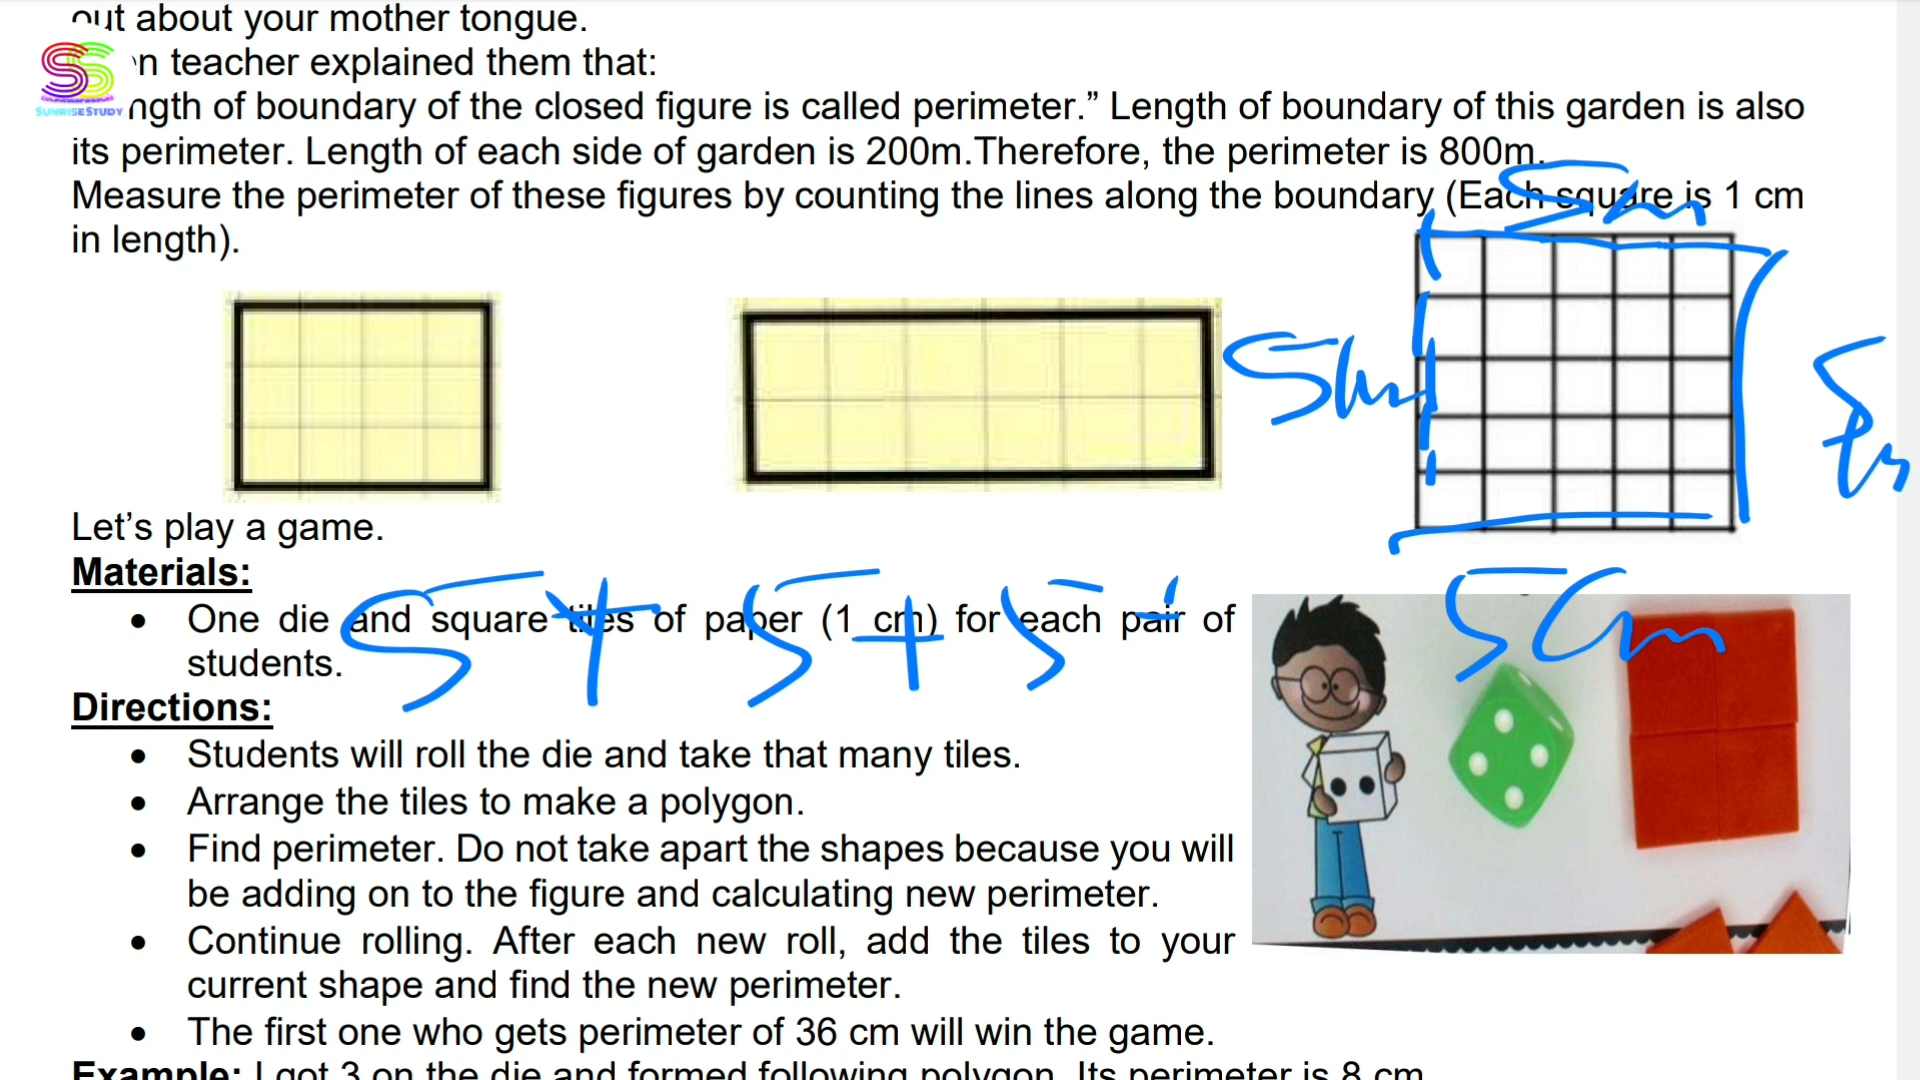 out about your mother tongue.
n teacher explained them that:
ngth of boundary of the closed figure is called perimeter.” Length of boundary of this garden is also
its perimeter. Length of each side of garden is 200m.Therefore, the perimeter is 800m.
Measure the perimeter of these figures by counting the lines along the boundary (Each square is 1 cm
in length).
SS
SUNRISE STUDY
5cm
5cm
5cm
5cm
Let’s play a game.
Materials:
• One die and square tiles of paper (1 cm) for each pair of
students.
5+ 5+ 5+
Directions:
• Students will roll the die and take that many tiles.
• Arrange the tiles to make a polygon.
• Find perimeter. Do not take apart the shapes because you will
be adding on to the figure and calculating new perimeter.
• Continue rolling. After each new roll, add the tiles to your
current shape and find the new perimeter.
• The first one who gets perimeter of 36 cm will win the game.
Example: I got 3 on the die and formed following polygon. Its perimeter is 8 cm